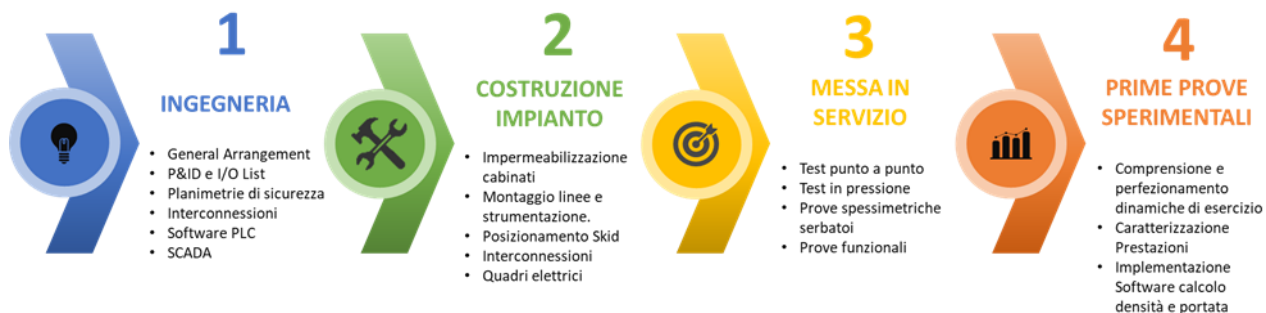 1
INGEGNERIA
• General Arrangement
• P&ID e I/O List
• Planimetrie di sicurezza
• Interconnessioni
• Software PLC
• SCADA
2
COSTRUZIONE
IMPIANTO
• Impermeabilizzazione
cabinati
• Montaggio linee e
strumentazione.
• Posizionamento Skid
• Interconnessioni
• Quadri elettrici
3
MESSA IN
SERVIZIO
• Test punto a punto
• Test in pressione
• Prove spessimetriche
serbatoi
• Prove funzionali
4
PRIME PROVE
SPERIMENTALI
• Comprensione e
perfezionamento
dinamiche di esercizio
• Caratterizzazione
Prestazioni
• Implementazione
Software calcolo
densità e portata